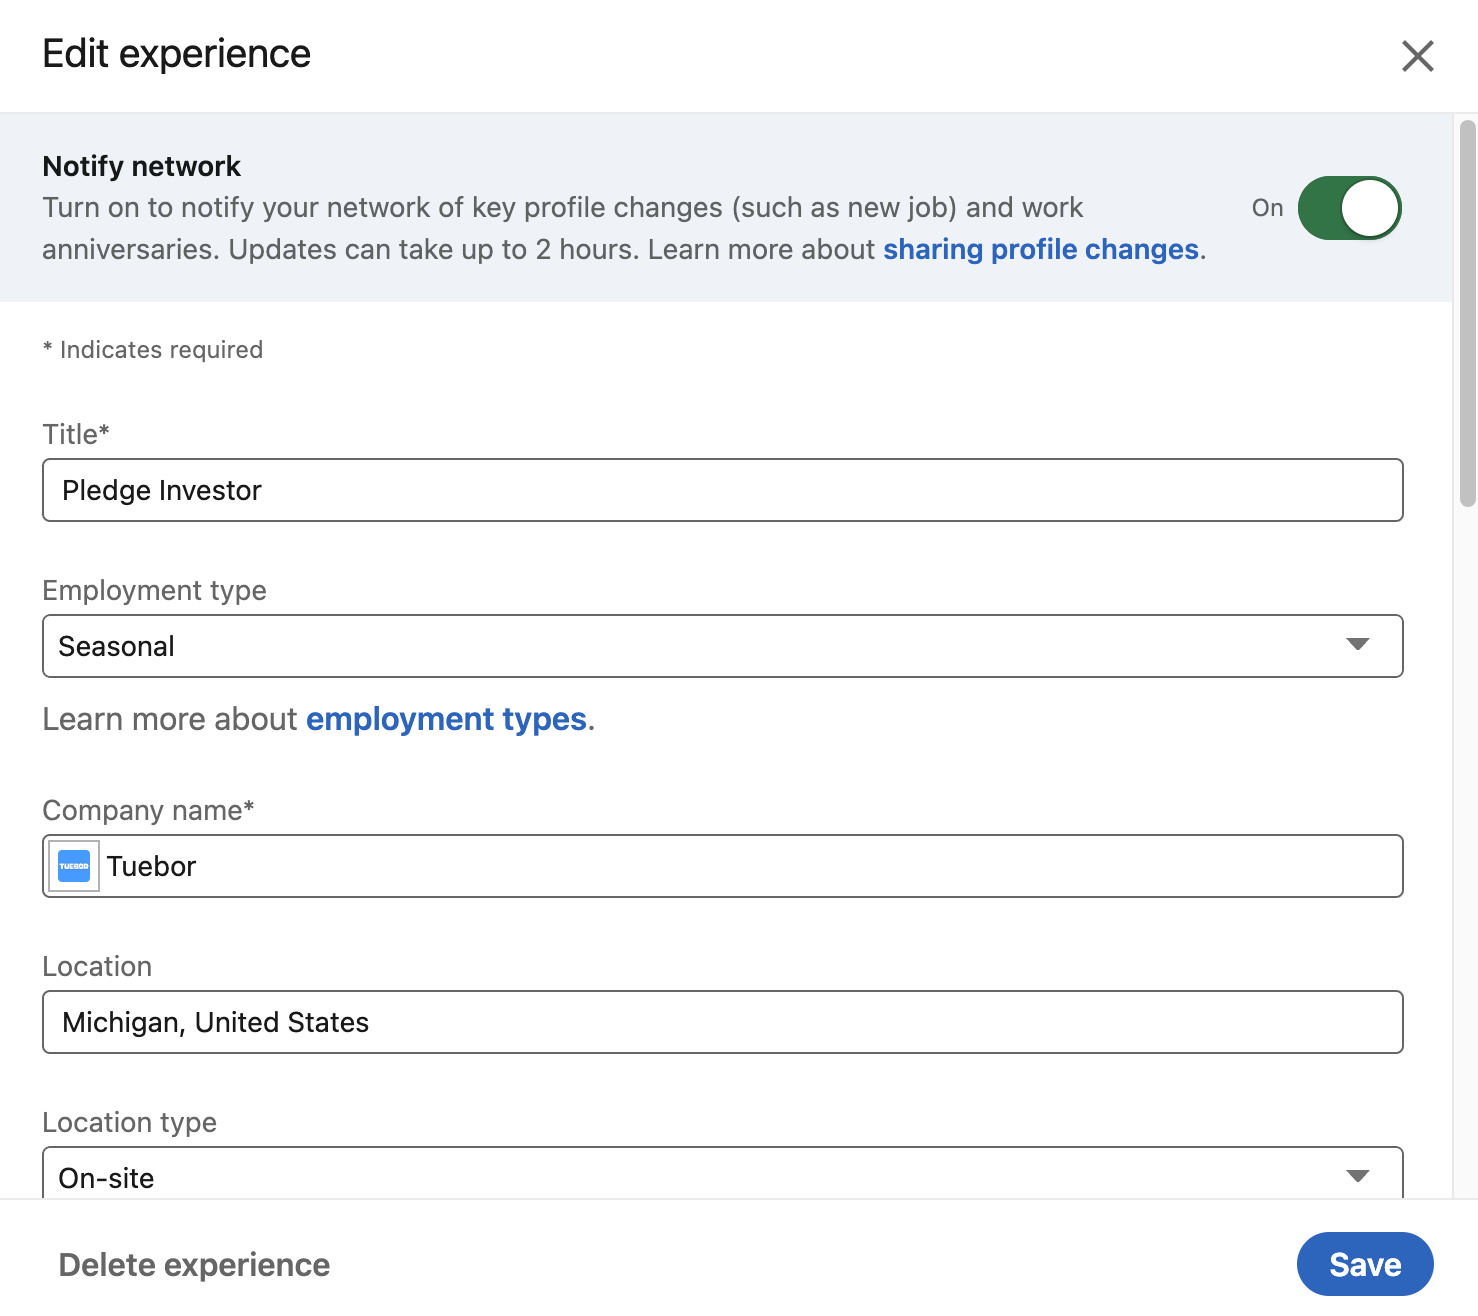 Edit experience
Notify network
Turn on to notify your network of key profile changes (such as new job) and work
anniversaries. Updates can take up to 2 hours. Learn more about sharing profile changes.
On
* Indicates required
Title*
Pledge Investor
Employment type
Seasonal
Learn more about employment types.
Company name*
TUEBOR
Tuebor
Location
Michigan, United States
Location type
On-site
Delete experience
Save